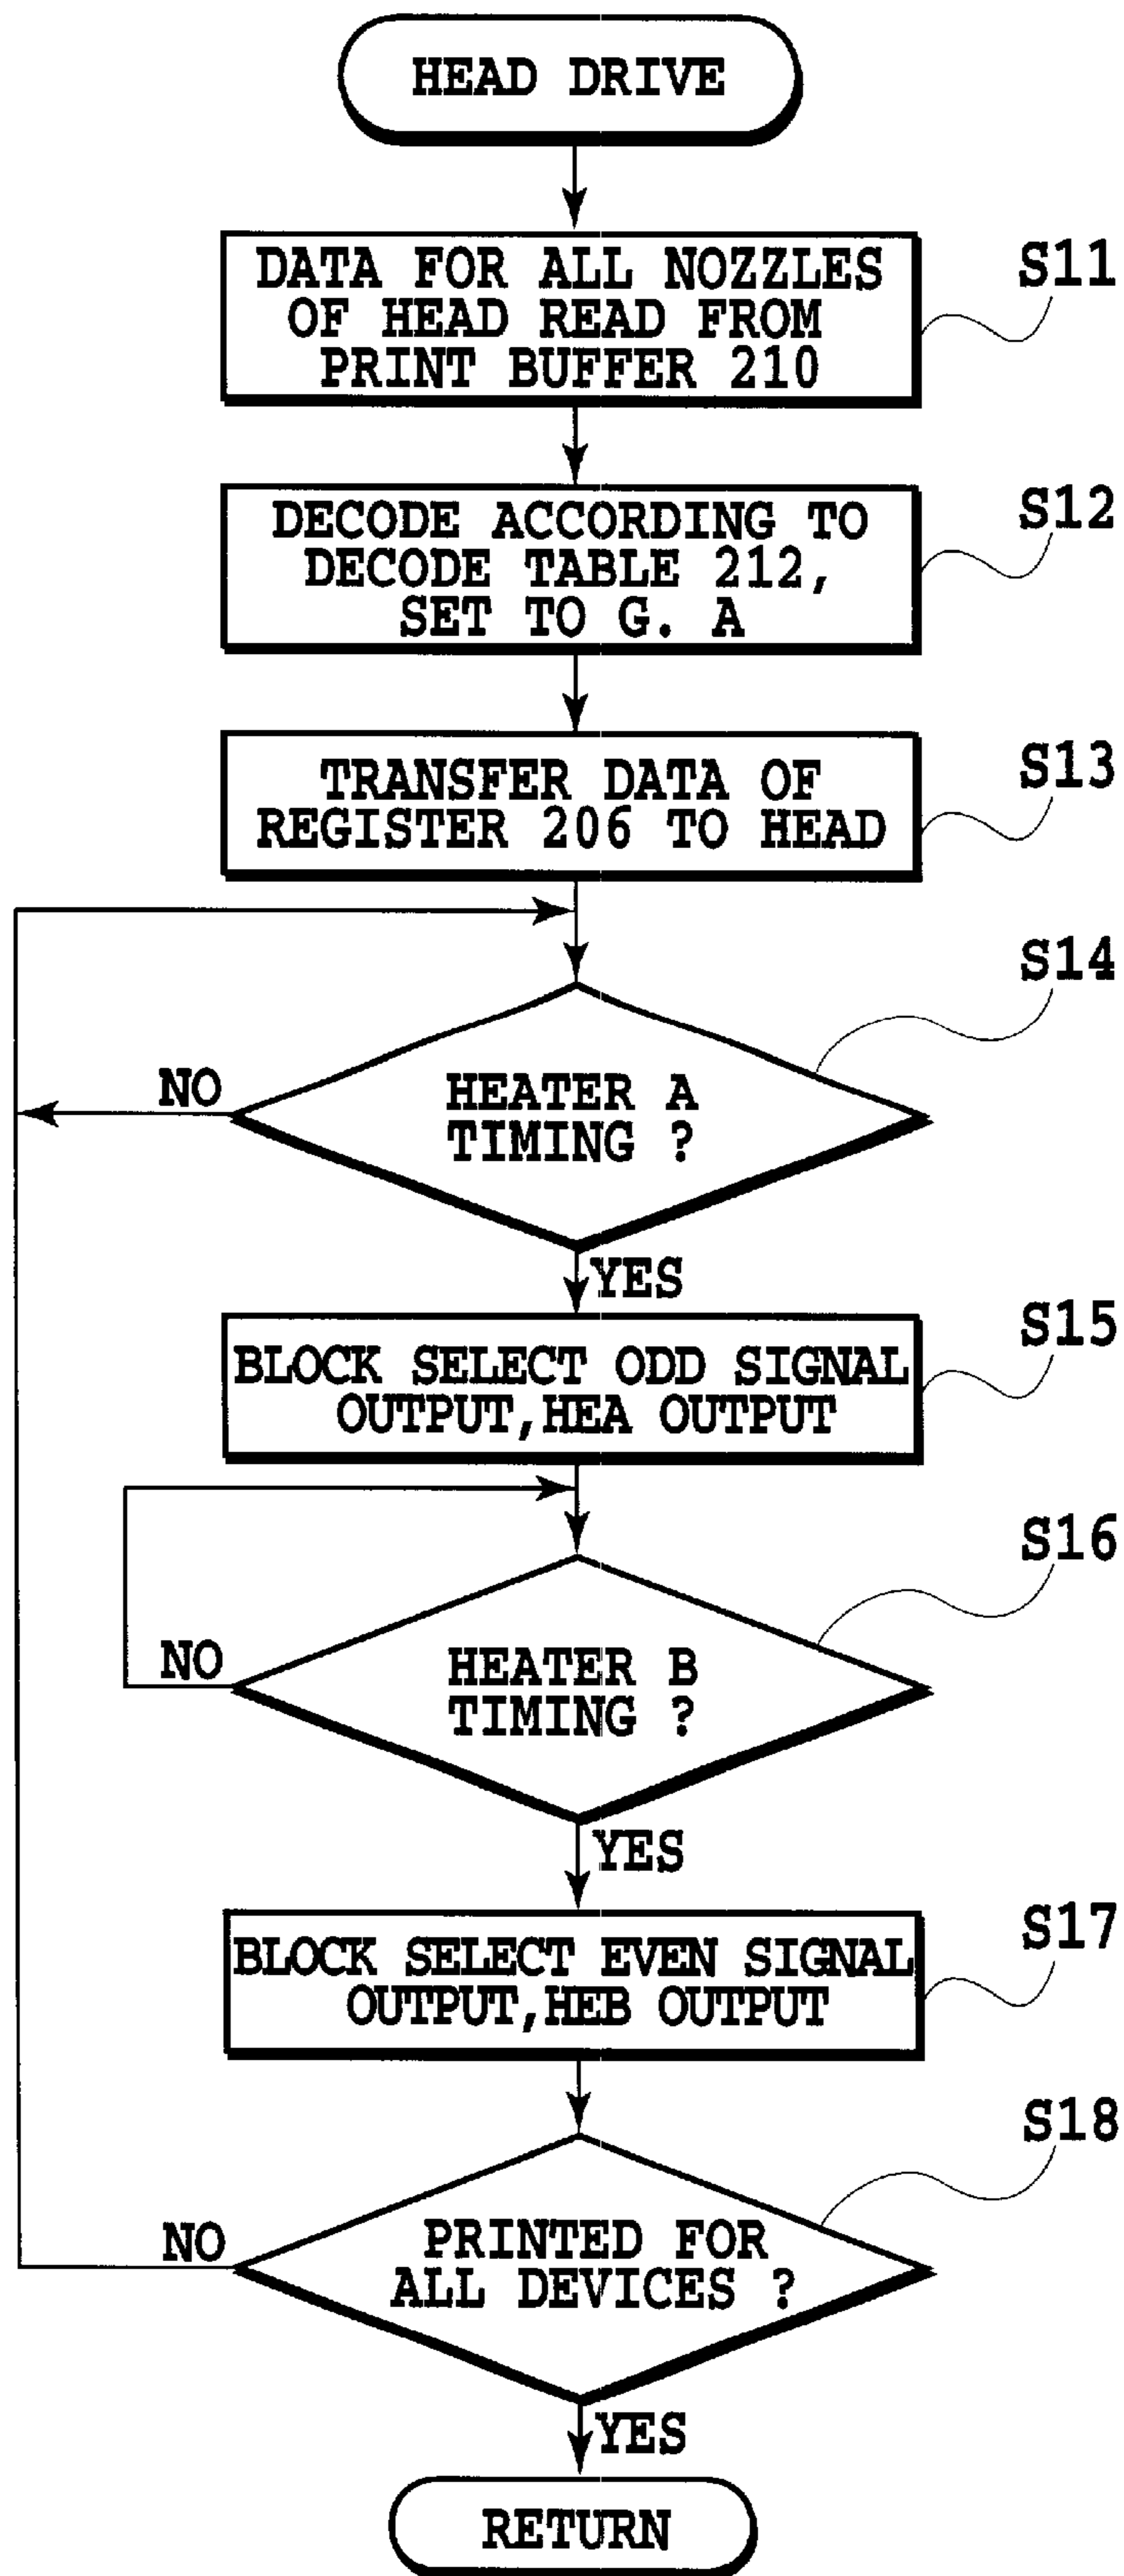 HEAD DRIVE
DATA FOR ALL NOZZLES
OF HEAD READ FROM
PRINT BUFFER 210
S11
DECODE ACCORDING TO
DECODE TABLE 212,
SET TO G. A
S12
TRANSFER DATA OF
REGISTER 206 TO HEAD
S13
S14
HEATER A
TIMING ?
NO
YES
BLOCK SELECT ODD SIGNAL
OUTPUT,HEA OUTPUT
S15
S16
HEATER B
TIMING ?
NO
YES
BLOCK SELECT EVEN SIGNAL
OUTPUT,HEB OUTPUT
S17
S18
PRINTED FOR
ALL DEVICES ?
NO
YES
RETURN